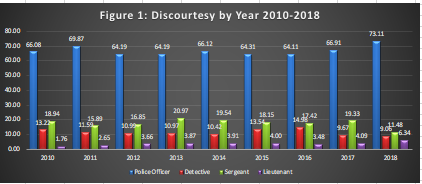 Figure 1: Discourtesy by Year 2010-2018
80.00
70.00
60.00
50.00
40.00
30.00
20.00
10.00
0.00
66.08 69.87 64.19 64.19 66.12 64.31 64.11 66.91 73.11
18.94 15.89 16.85 20.97 19.54 18.15 17.42 19.33 11.48
11.59 10.99 10.97 10.42 13.54 14.98 9.67 9.06
1.76 2.65 3.66 3.87 3.91 4.00 3.48 4.09 6.34
2010 2011 2012 2013 2014 2015 2016 2017 2018
Police Officer Detective Sergeant Lieutenant